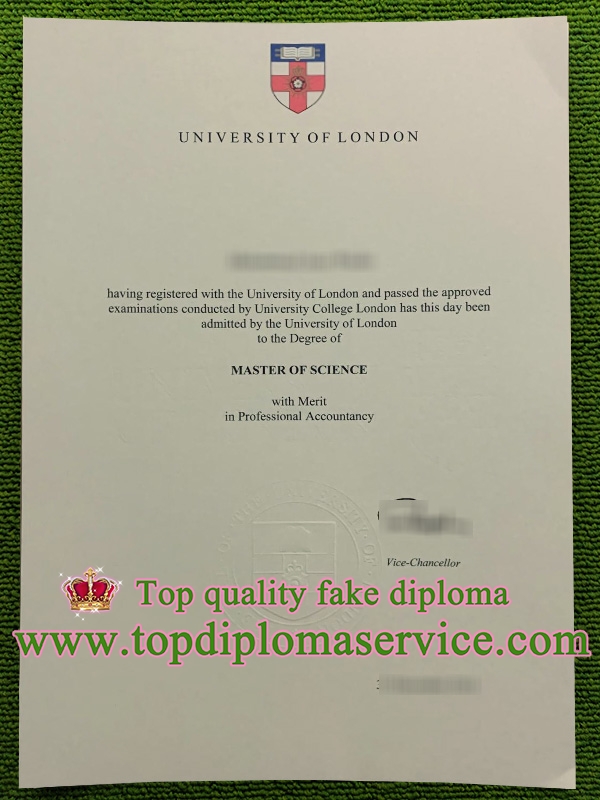 UNIVERSITY OF LONDON
having registered with the University of London and passed the approved
examinations conducted by University College London has this day been
admitted by the University of London
to the Degree of
MASTER OF SCIENCE
with Merit
in Professional Accountancy
Vice-Chancellor
Top quality fake diploma
www.topdiplomaservice.com